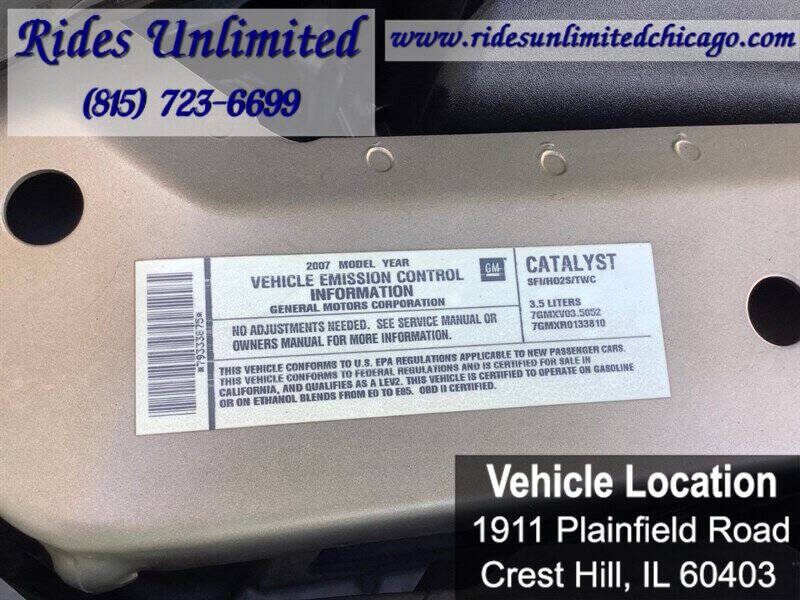 Rides Unlimited
(815) 723-6699
www.ridesunlimitedchicago.com
2007 MODEL YEAR
VEHICLE EMISSION CONTROL
INFORMATION
GENERAL MOTORS CORPORATION
GM
CATALYST
SFI/HO2S/TWC
3.5 LITERS
7GMXV03.5052
7GMXR0133810
NO ADJUSTMENTS NEEDED. SEE SERVICE MANUAL OR
OWNERS MANUAL FOR MORE INFORMATION.
THIS VEHICLE CONFORMS TO U.S. EPA REGULATIONS APPLICABLE TO NEW PASSENGER CARS.
THIS VEHICLE CONFORMS TO FEDERAL REGULATIONS AND IS CERTIFIED FOR SALE IN
CALIFORNIA, AND QUALIFIES AS A LEV2. THIS VEHICLE IS CERTIFIED TO OPERATE ON GASOLINE
OR ON ETHANOL BLENDS FROM E0 TO E85. OBD II CERTIFIED.
*79333875*
Vehicle Location
1911 Plainfield Road
Crest Hill, IL 60403